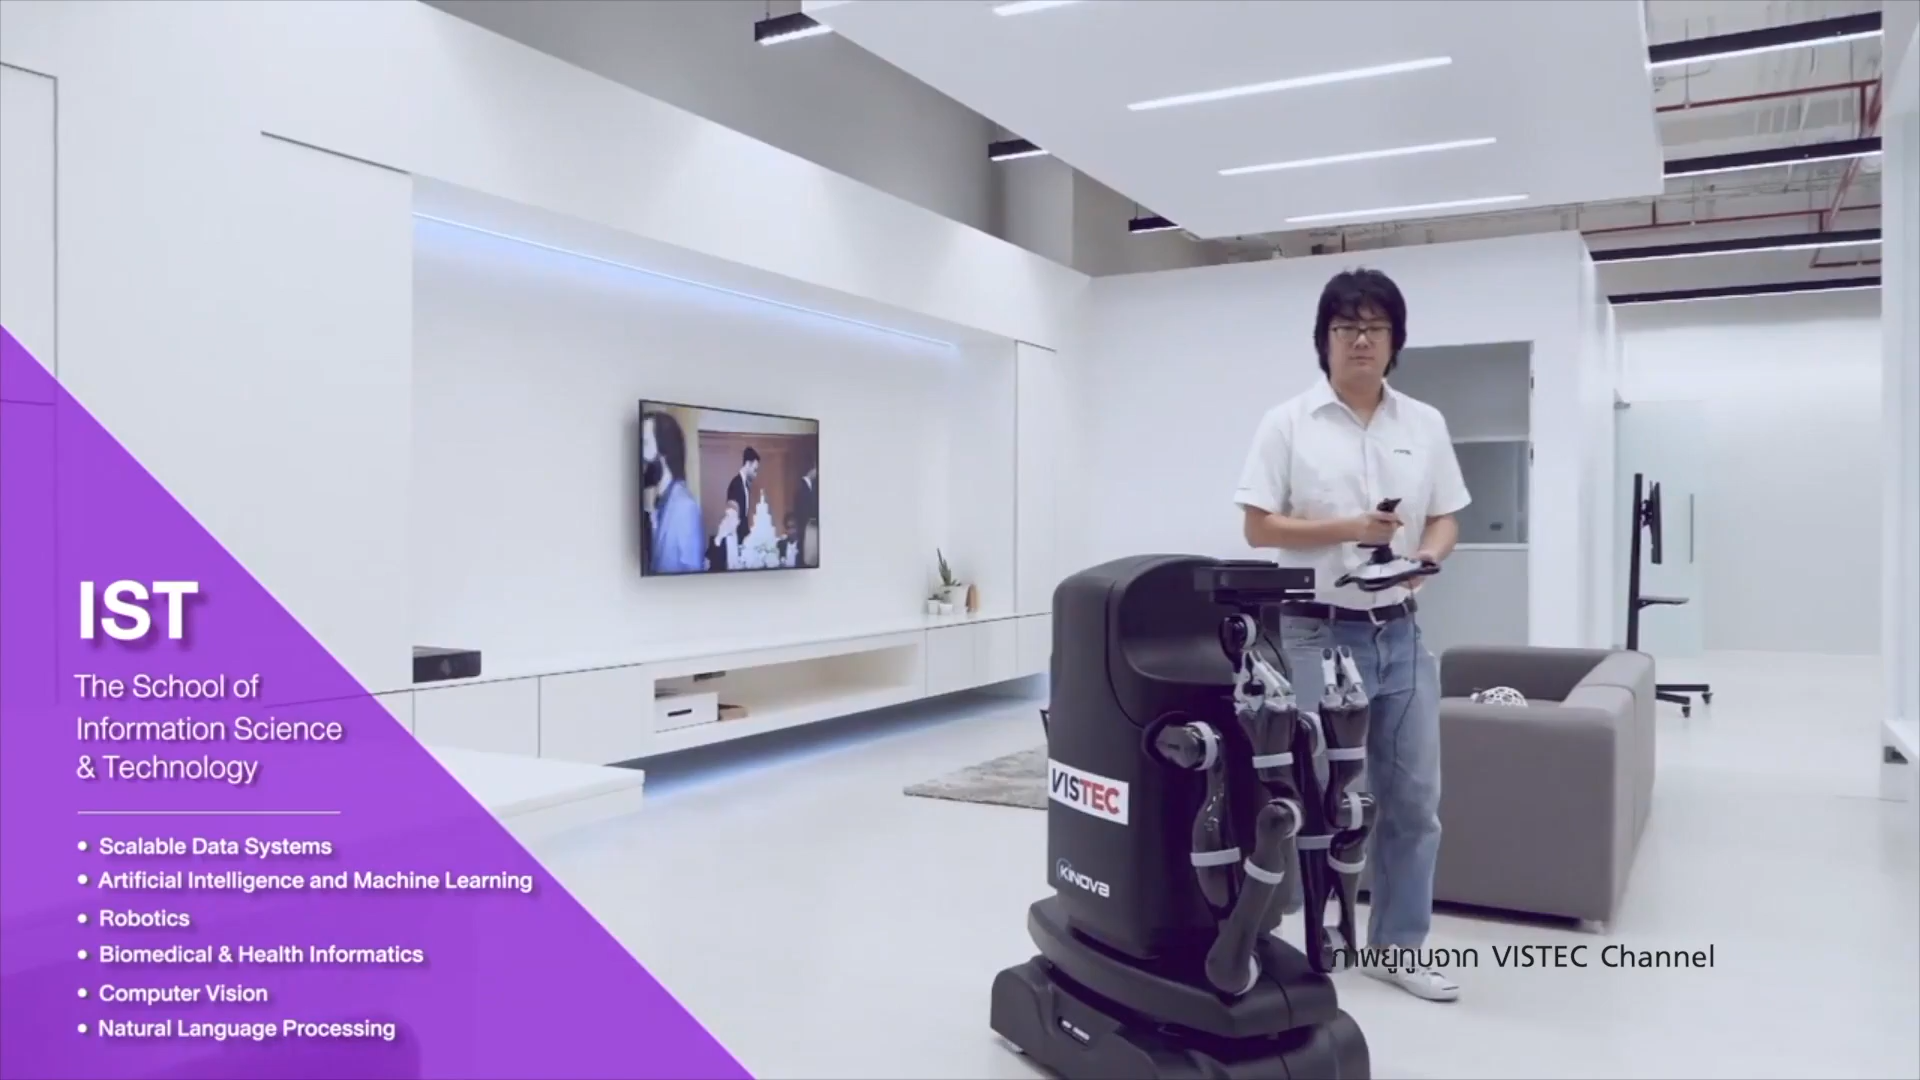 IST
The School of
Information Science
& Technology
• Scalable Data Systems
• Artificial Intelligence and Machine Learning
• Robotics
• Biomedical & Health Informatics
• Computer Vision
• Natural Language Processing
VISTEC
KINOVA
ภาพยูทูบจาก VISTEC Channel